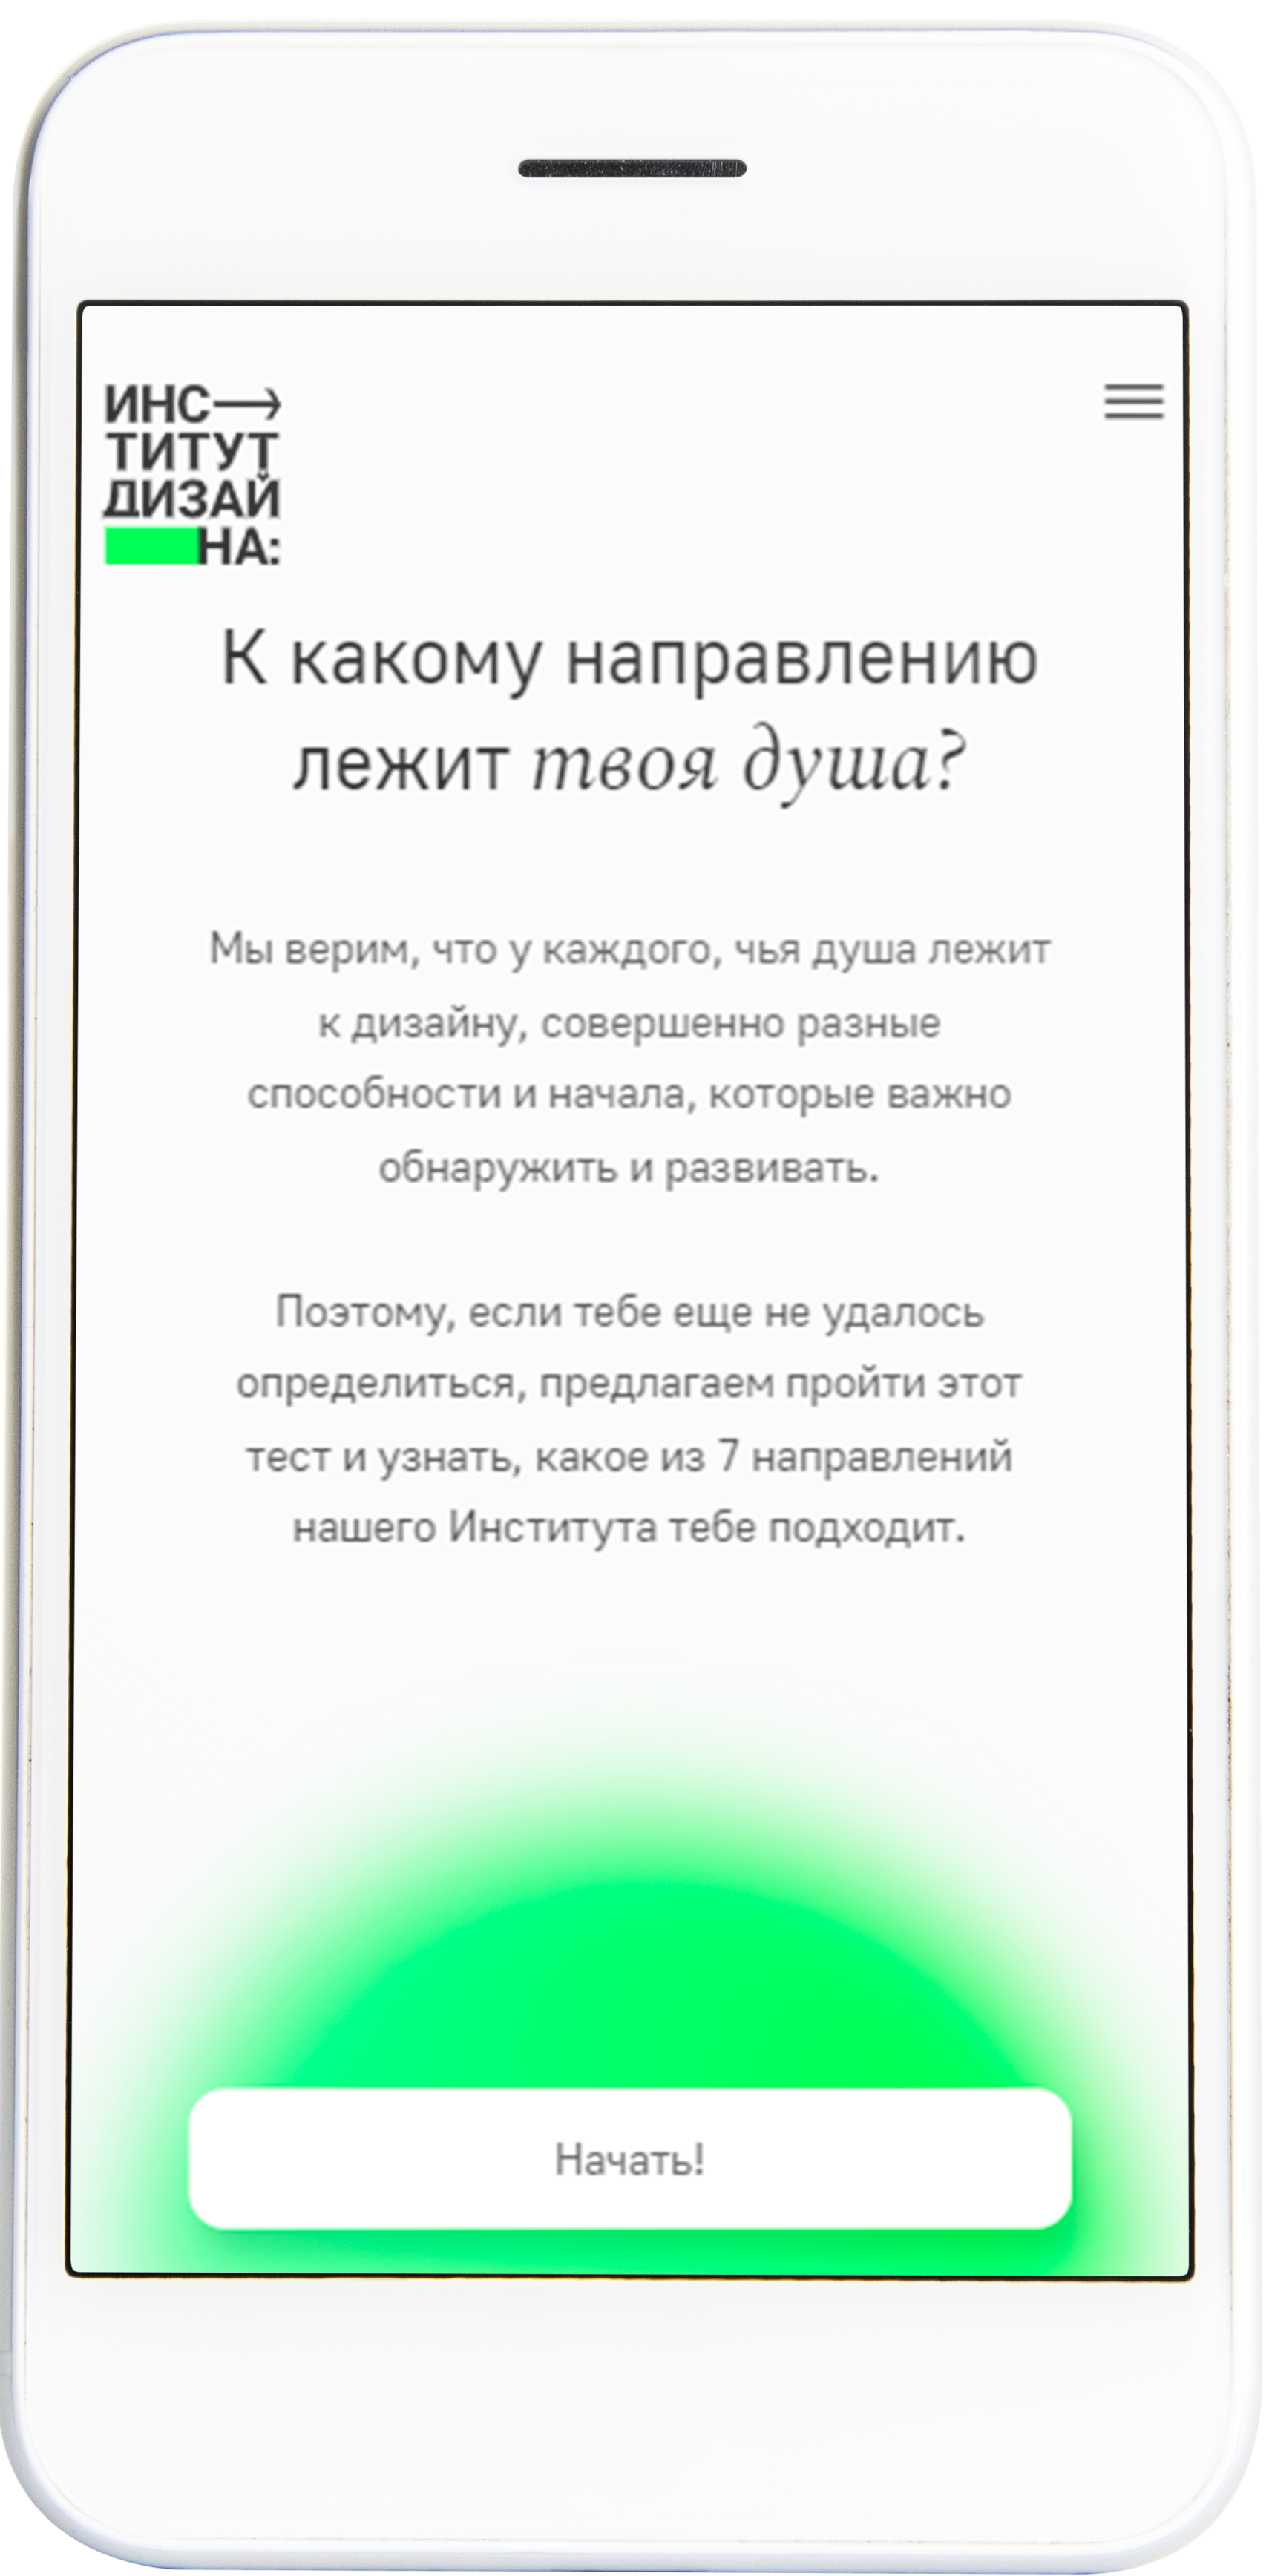 ИНС→
ТИТУТ
ДИЗАЙ
НА:
К какому направлению
лежит твоя душа?
Мы верим, что у каждого, чья душа лежит
к дизайну, совершенно разные
способности и начала, которые важно
обнаружить и развивать.
Поэтому, если тебе еще не удалось
определиться, предлагаем пройти этот
тест и узнать, какое из 7 направлений
нашего Института тебе подходит.
Начать!